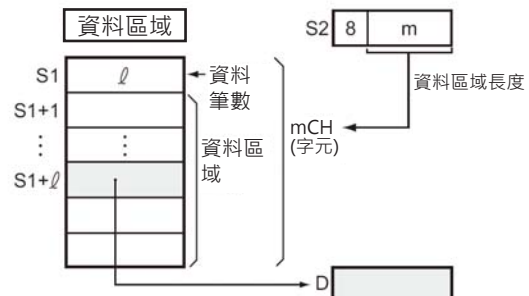 資料區域
S2 8 m
S1 ℓ
資料
筆數
資料區域長度
S1+1
⋮ ⋮
mCH
(字元)
資料區
域
S1+ℓ
D